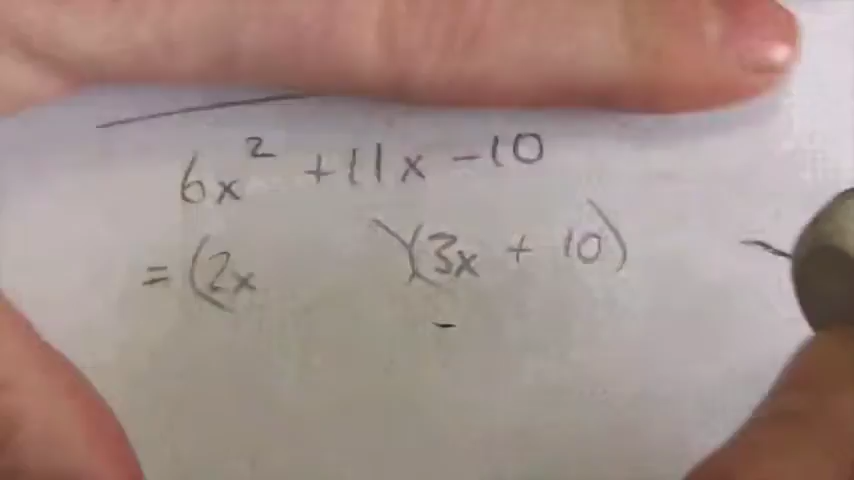 6x² +11x -10
= (2x )(3x + 10)